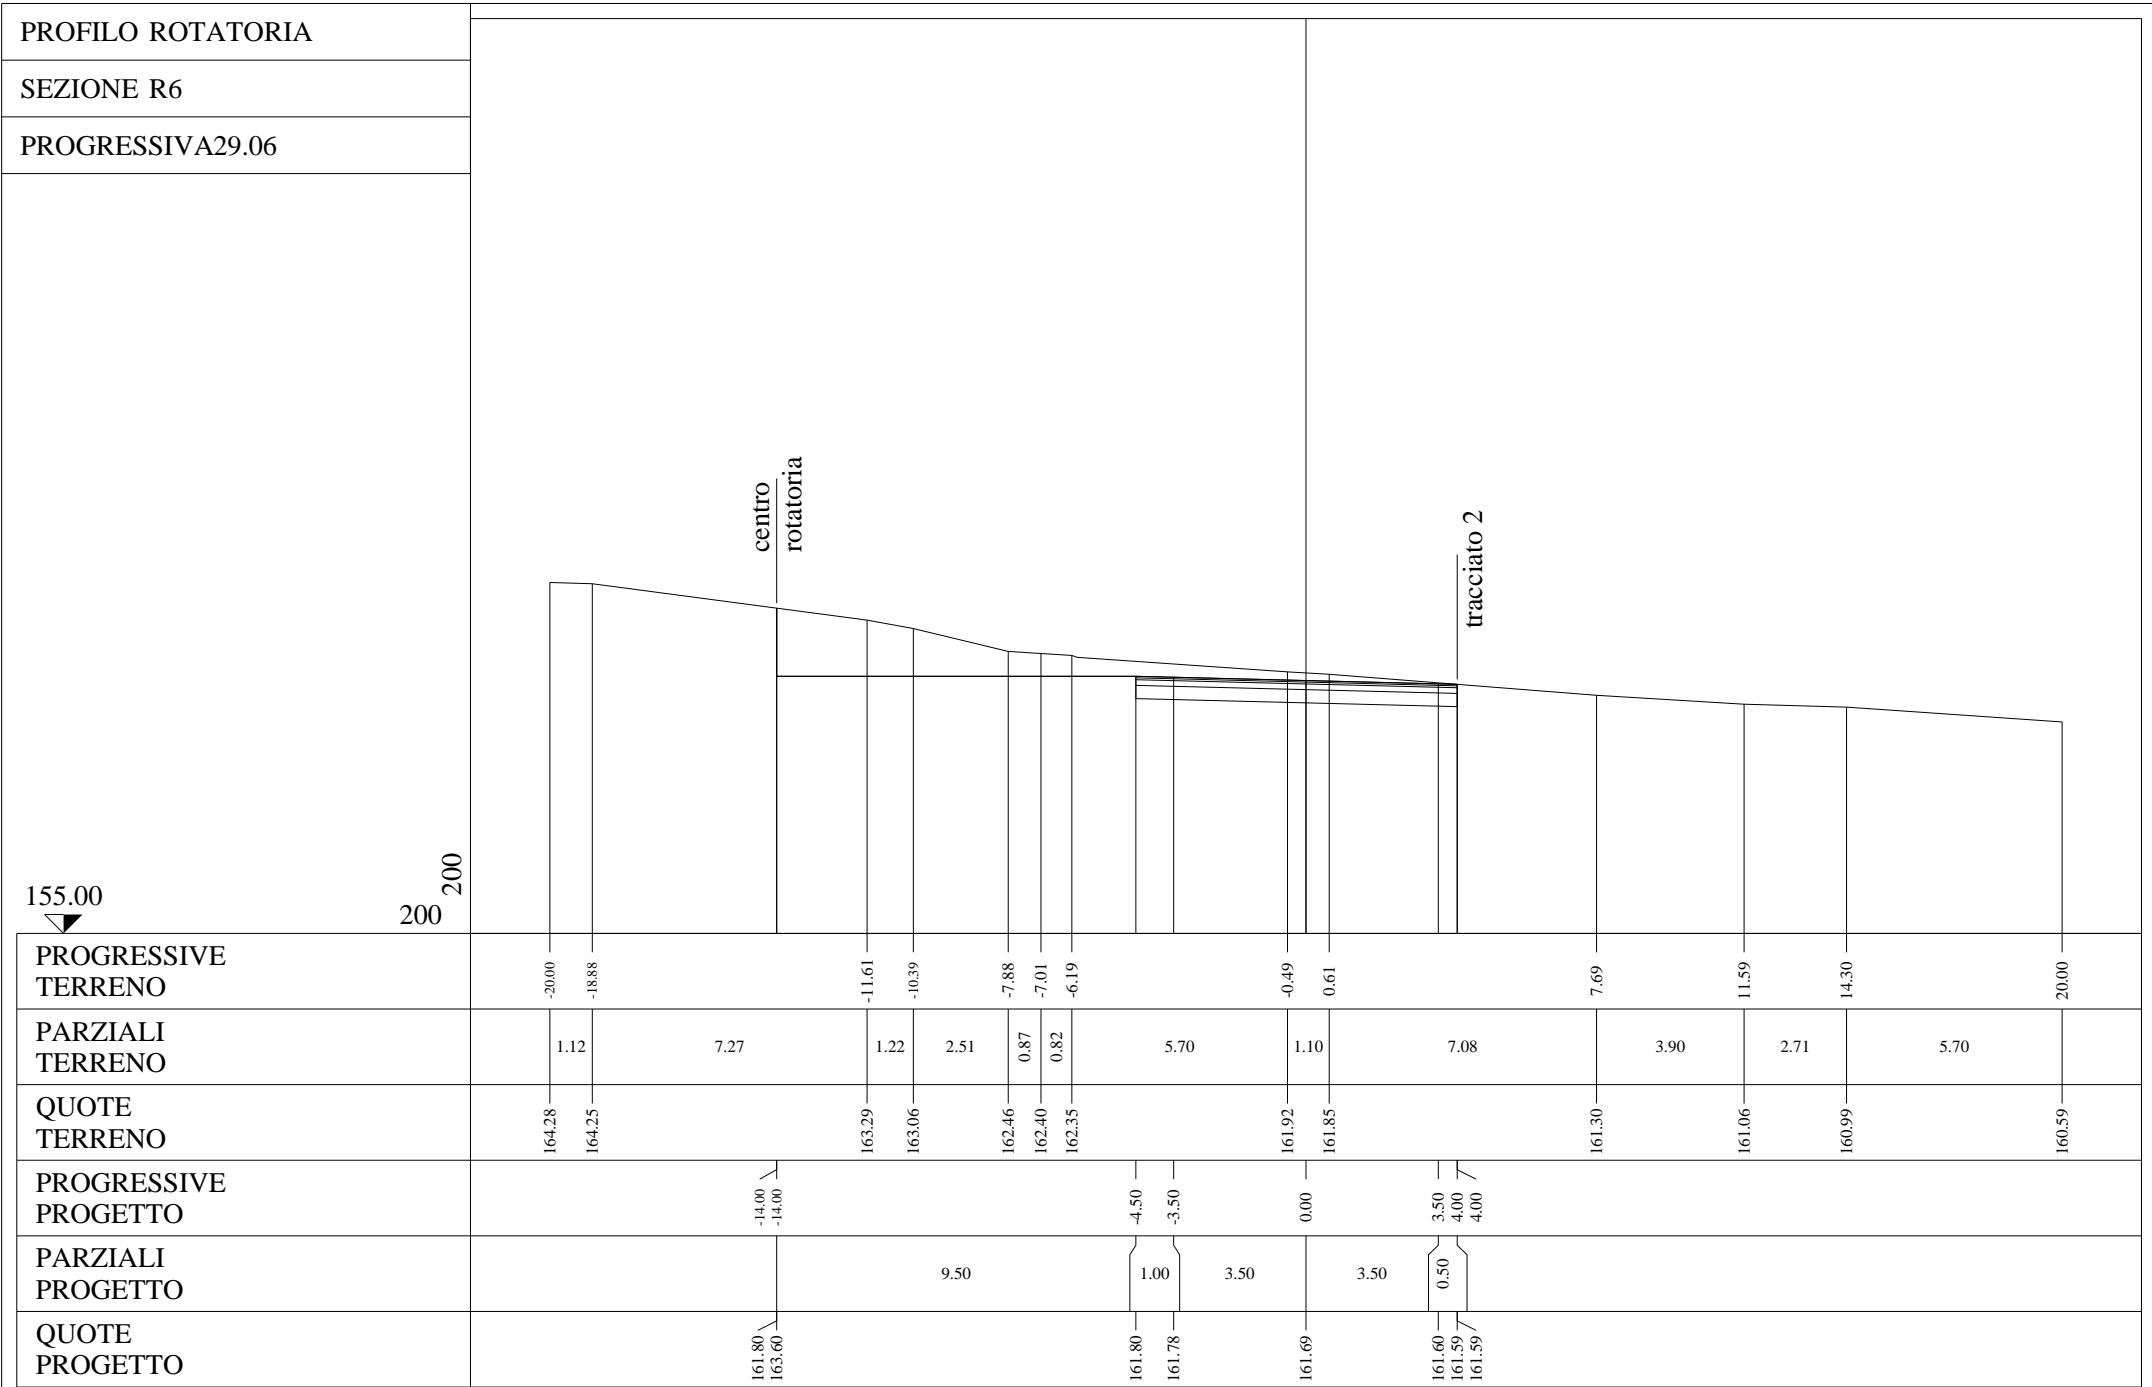 PROFILO ROTATORIA
SEZIONE R6
PROGRESSIVA29.06
centro
rotatoria
tracciato 2
155.00
200
200
PROGRESSIVE
TERRENO
-20.00 -18.88 -11.61 -10.39 -7.88 -7.01 -6.19 -0.49 0.61 7.69 11.59 14.30 20.00
PARZIALI
TERRENO
1.12 7.27 1.22 2.51 0.87 0.82 5.70 1.10 7.08 3.90 2.71 5.70
QUOTE
TERRENO
164.28 164.25 163.29 163.06 162.46 162.40 162.35 161.92 161.85 161.30 161.06 160.99 160.59
PROGRESSIVE
PROGETTO
-14.00 -14.00 -4.50 -3.50 0.00 3.50 4.00 4.00
PARZIALI
PROGETTO
9.50 1.00 3.50 3.50 0.50
QUOTE
PROGETTO
161.80 163.60 161.80 161.78 161.69 161.60 161.59 161.59